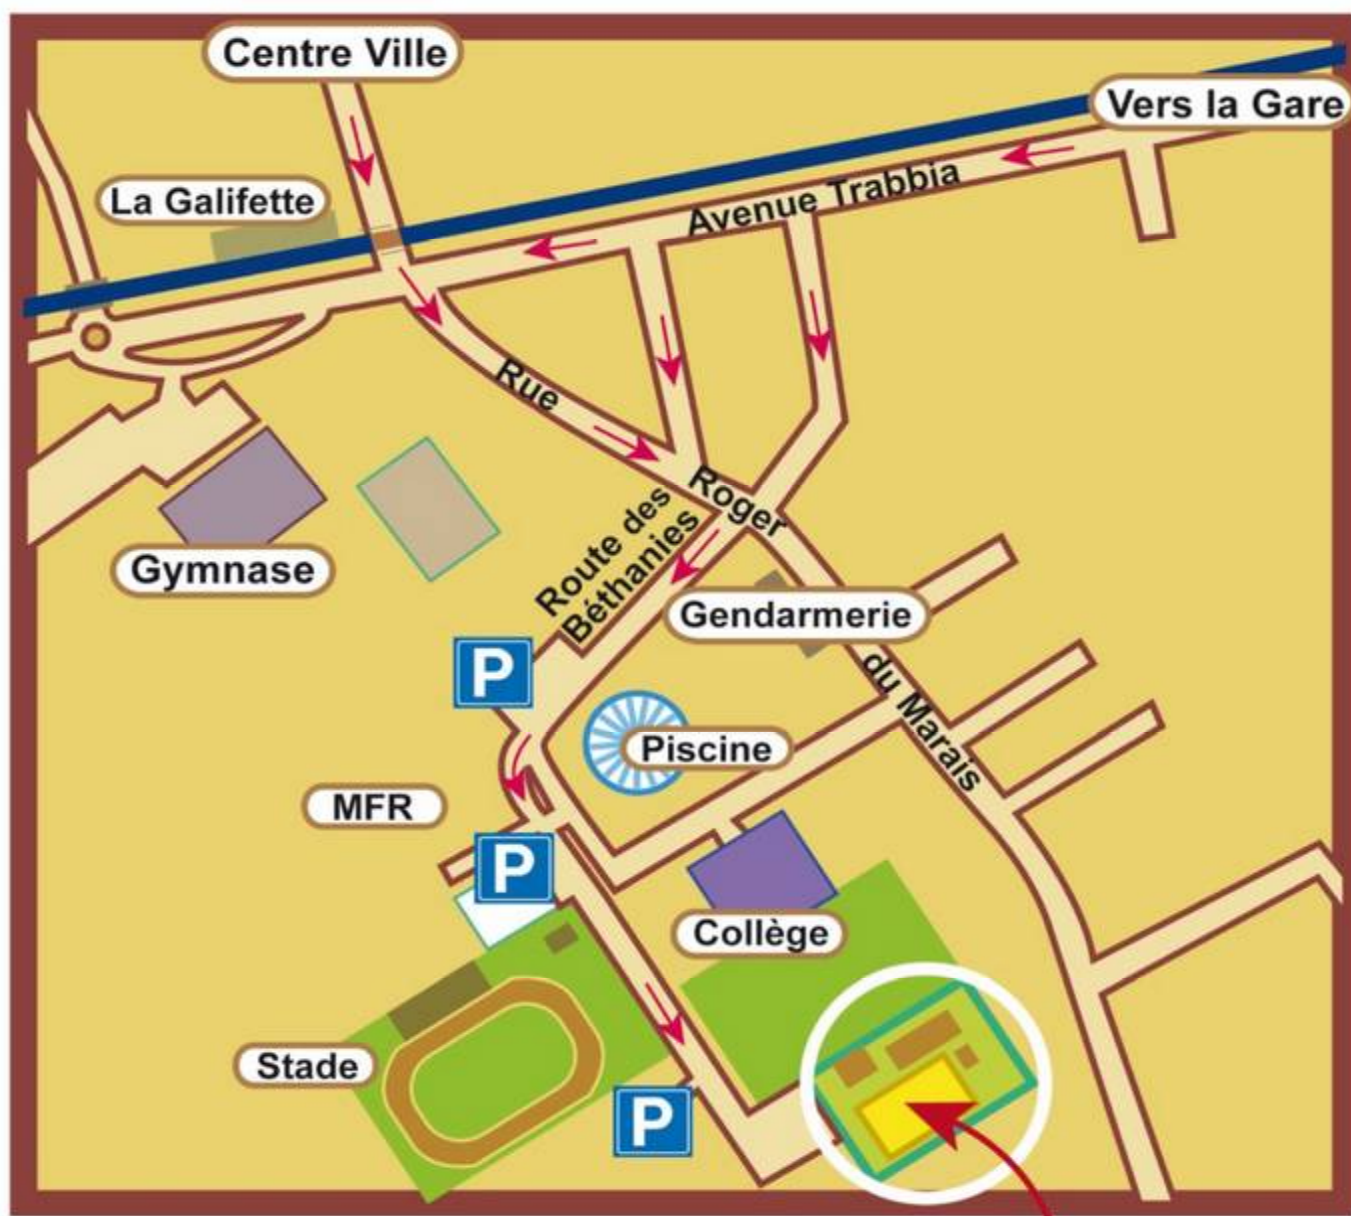 Centre Ville
Vers la Gare
La Galifette
Avenue Trabbia
Rue
Roger
Route des
Béthanies
Gymnase
Gendarmerie
du Marais
P
Piscine
MFR
P
Collège
Stade
P